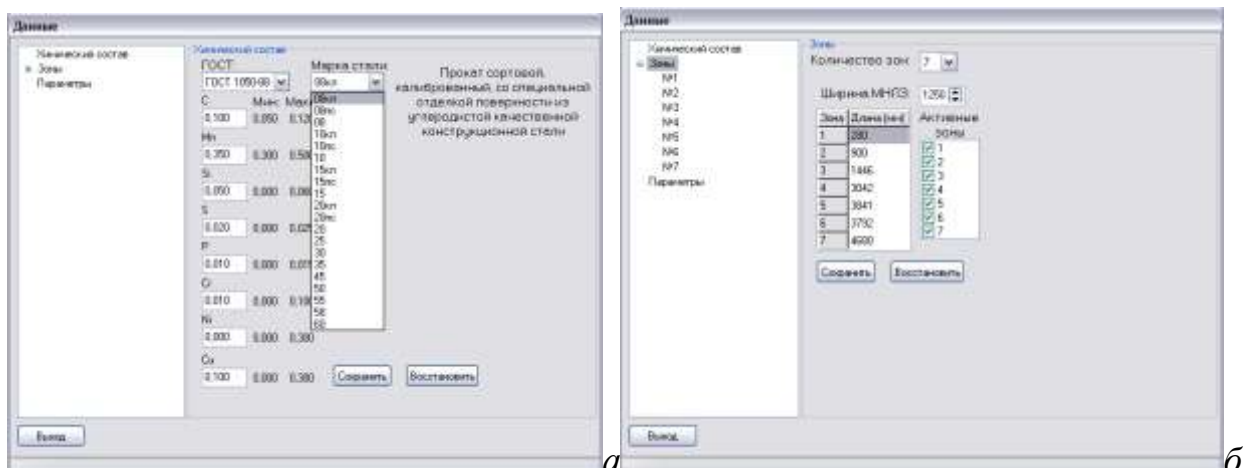 Данные
Химический состав
Зоны
Параметры
Химический состав
ГОСТ Марка стали
ГОСТ 1050-88 08кп
Прокат сортовой,
калиброванный, со специальной
отделкой поверхности из
углеродистой качественной
конструкционной стали
C Мин Макс
0,100 0.050
Mn
0,350 0.300
Si
0,050 0.000
S
0,020 0.000
P
0,010 0.000
Cr
0,010 0.000
Ni
0,000 0.000 0.300
Cu
0,100 0.000 0.300
08кп
08пс
08
10кп
10пс
10
15кп
15пс
15
20кп
20пс
20
25
30
35
45
50
55
58
60
Сохранить Восстановить
Выход
а
Данные
Химический состав
Зоны
№1
№2
№3
№4
№5
№6
№7
Параметры
Зоны
Количество зон: 7
Ширина МНЛЗ: 1250
Зона Длина (мм) Активные зоны
1 280 1
2 900 2
3 1446 3
4 3042 4
5 3841 5
6 3792 6
7 4600 7
Сохранить Восстановить
Выход
б